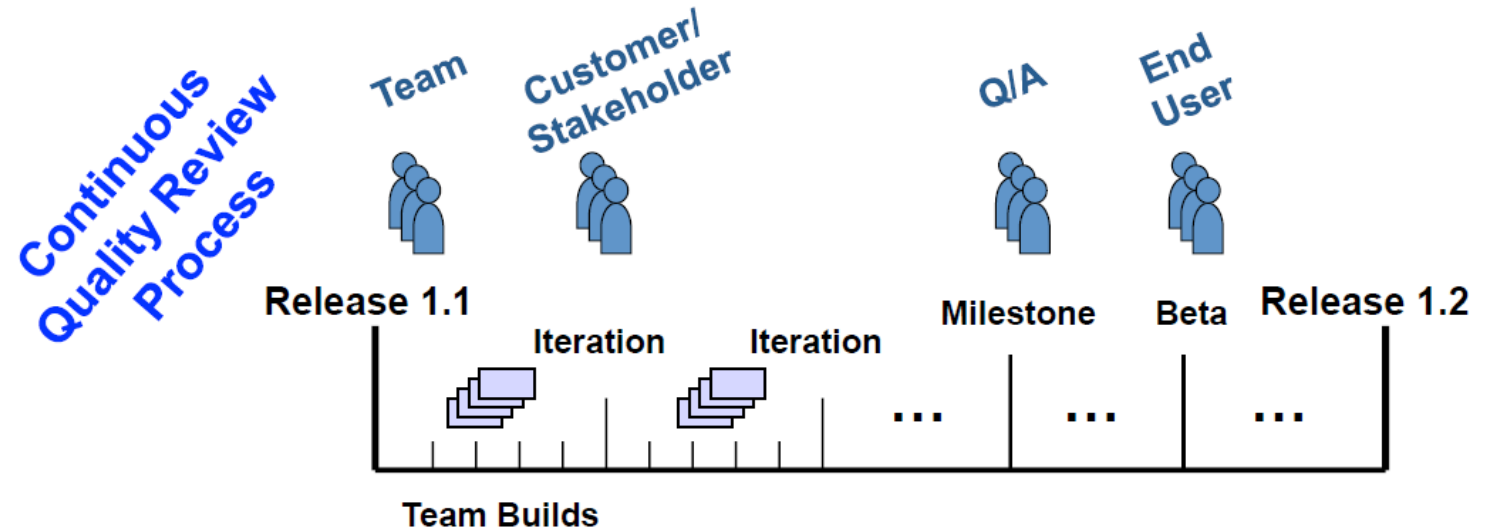 Continuous
Quality Review
Process
Team
Customer/
Stakeholder
Q/A
End
User
Release 1.1
Iteration
Iteration
...
Milestone
...
Beta
...
Release 1.2
Team Builds